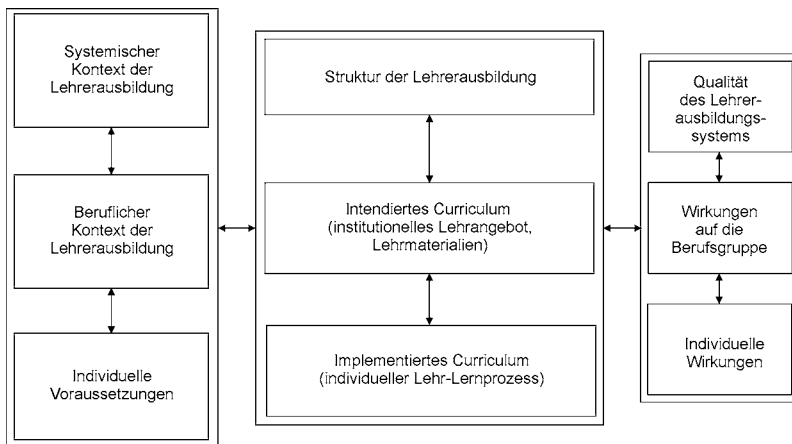 Systemischer
Kontext der
Lehrerausbildung
Beruflicher
Kontext der
Lehrerausbildung
Individuelle
Voraussetzungen
Struktur der Lehrerausbildung
Intendiertes Curriculum
(institutionelles Lehrangebot,
Lehrmaterialien)
Implementiertes Curriculum
(individueller Lehr-Lernprozess)
Qualität
des Lehrer-
ausbildungs-
systems
Wirkungen
auf die
Berufsgruppe
Individuelle
Wirkungen